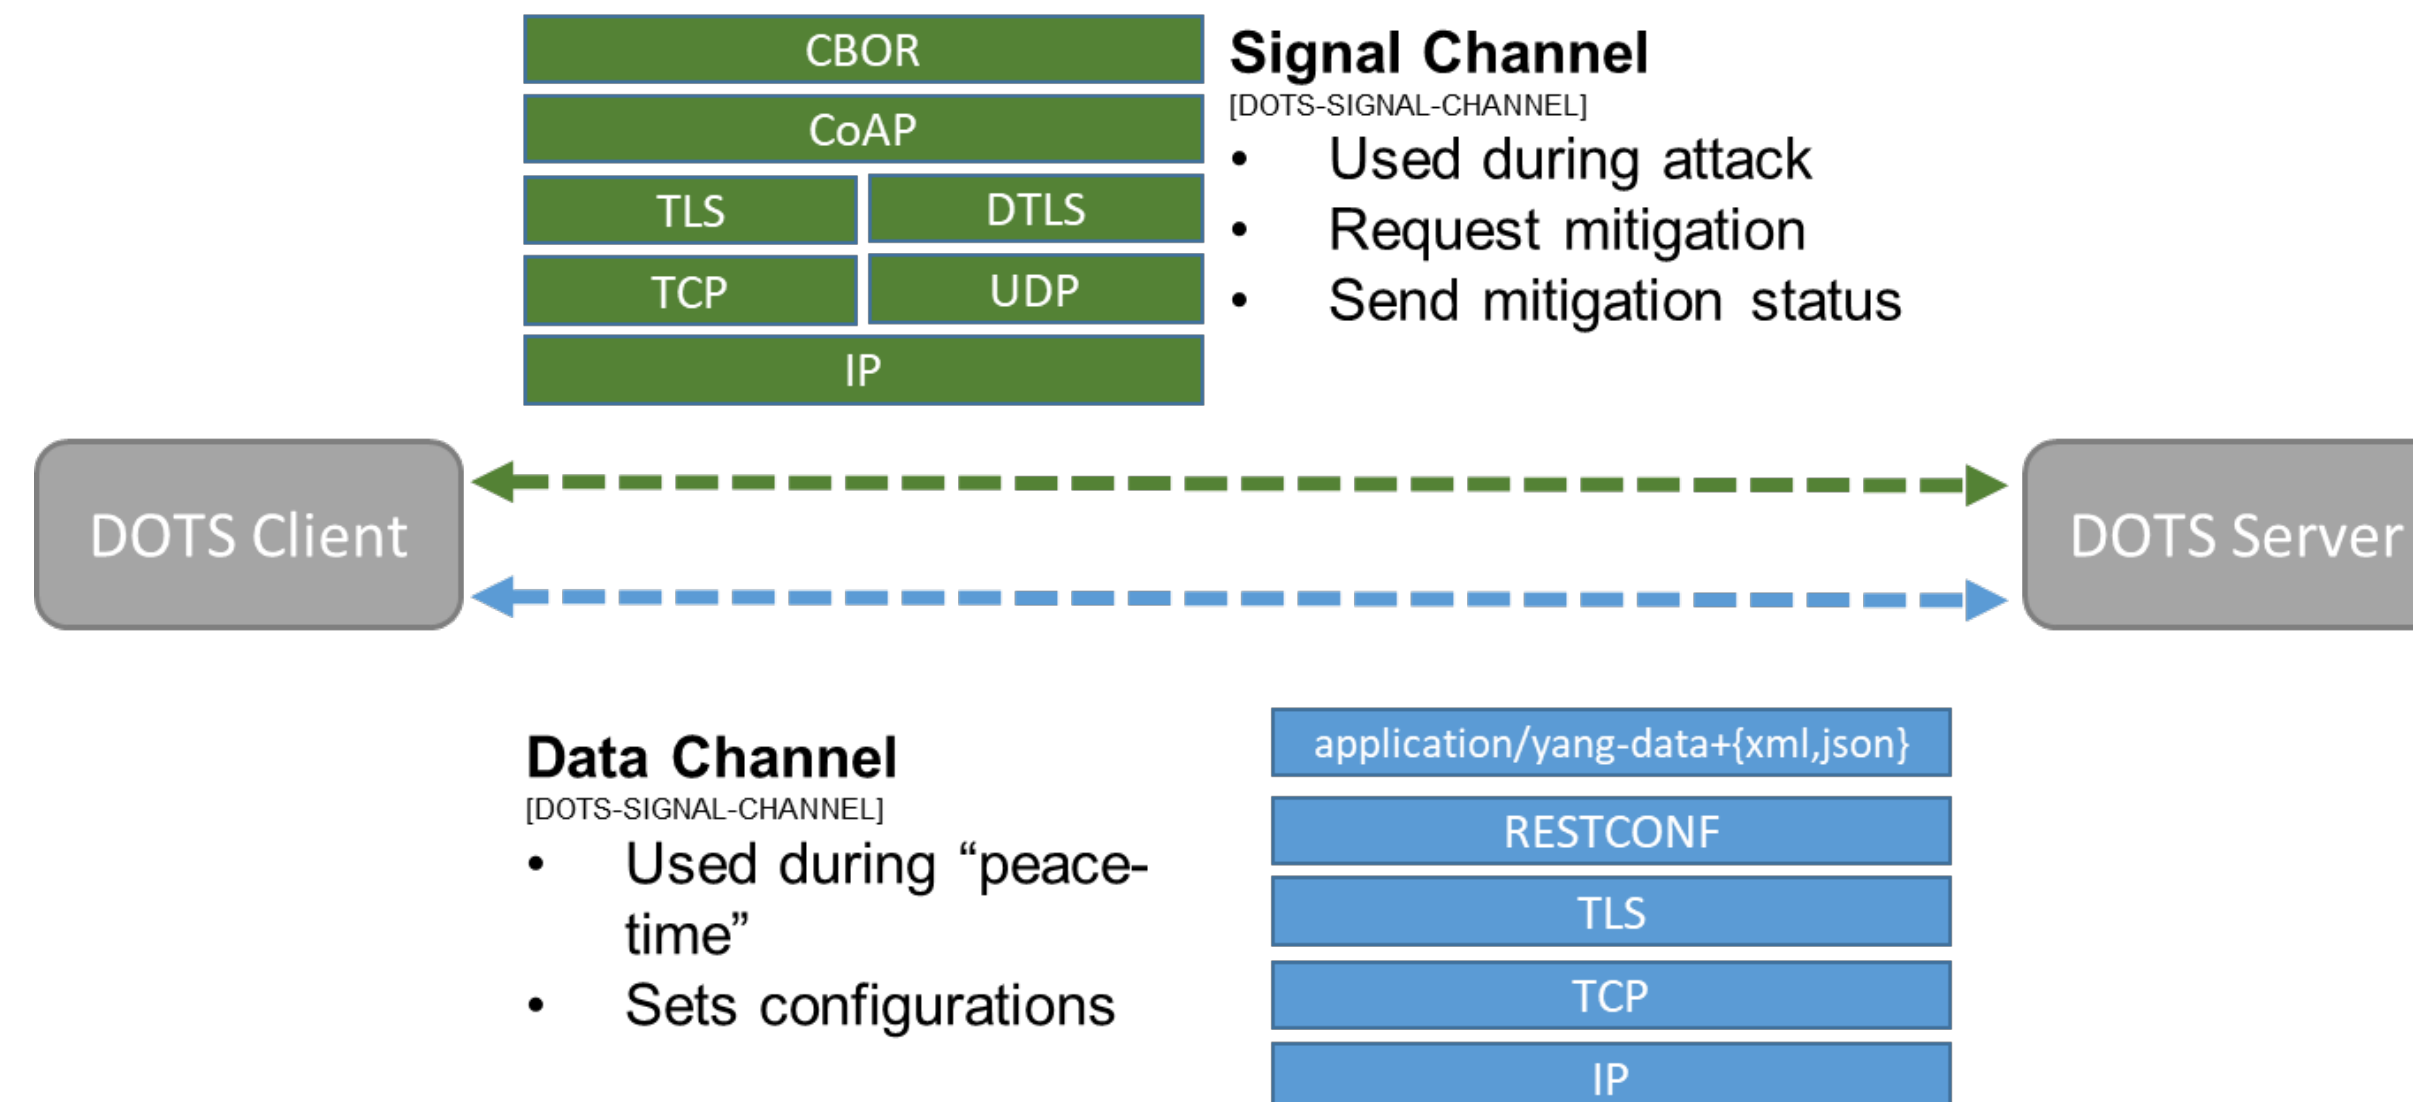 CBOR
CoAP
TLS
DTLS
TCP
UDP
IP
Signal Channel
[DOTS-SIGNAL-CHANNEL]
• Used during attack
• Request mitigation
• Send mitigation status
DOTS Client
DOTS Server
Data Channel
[DOTS-SIGNAL-CHANNEL]
• Used during “peace-
time”
• Sets configurations
application/yang-data+{xml,json}
RESTCONF
TLS
TCP
IP